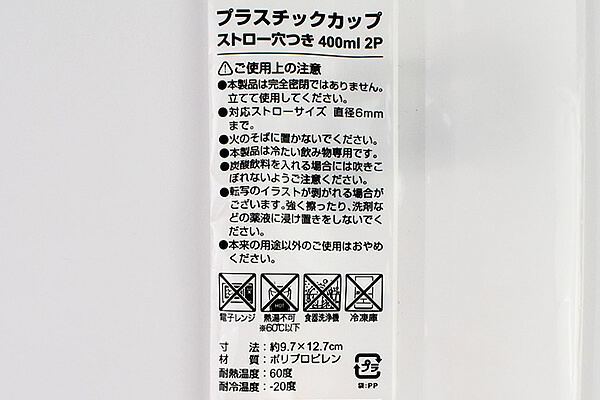 プラスチックカップ
ストロー穴つき 400ml 2P
⚠ご使用上の注意
●本製品は完全密閉ではありません。
立てて使用してください。
●対応ストローサイズ 直径6mm
まで。
●火のそばに置かないでください。
●本製品は冷たい飲み物専用です。
●炭酸飲料を入れる場合には吹きこ
ぼれないようご注意ください。
●転写のイラストが剥がれる場合が
ございます。強く擦ったり、洗剤な
どの薬液に浸け置きをしないでく
ださい。
●本来の用途以外のご使用はおやめ
ください。
HOT
電子レンジ 熱湯不可 食器洗浄機 冷凍庫
※60℃以下
寸 法：約9.7×12.7cm
材 質：ポリプロピレン
耐熱温度：60度
耐冷温度：-20度
プラ
袋:PP